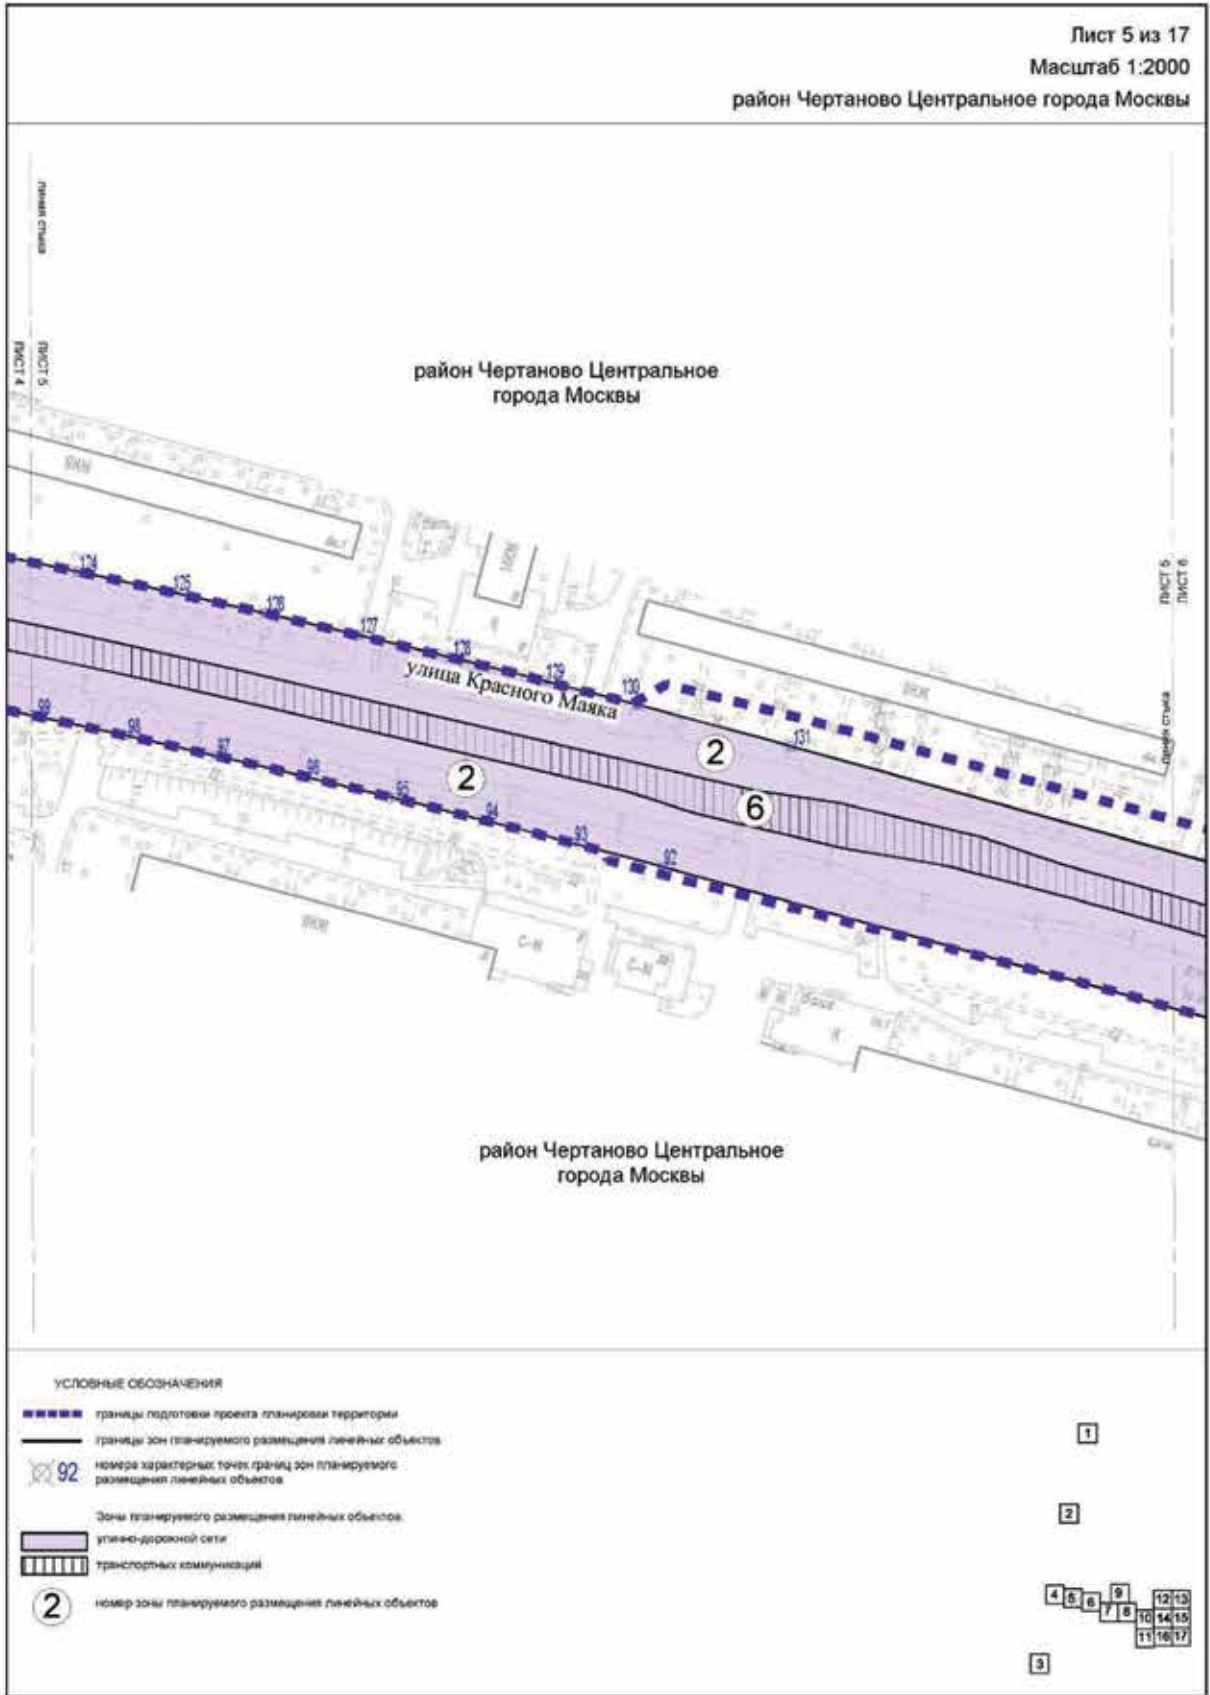 Лист 5 из 17
Масштаб 1:2000
район Чертаново Центральное города Москвы
линия стыка
ЛИСТ 4
ЛИСТ 5
район Чертаново Центральное
города Москвы
ЛИСТ 5
ЛИСТ 6
линия стыка
124
125
126
127
128
129
130
131
улица Красного Маяка
2
2
6
99
98
97
96
95
94
93
92
район Чертаново Центральное
города Москвы
УСЛОВНЫЕ ОБОЗНАЧЕНИЯ
границы подготовки проекта планировки территории
границы зон планируемого размещения линейных объектов
92
номера характерных точек границ зон планируемого
размещения линейных объектов
Зоны планируемого размещения линейных объектов:
улично-дорожной сети
транспортных коммуникаций
2
номер зоны планируемого размещения линейных объектов
1
2
4 5 6 9 12 13
7 8 10 14 15
11 16 17
3